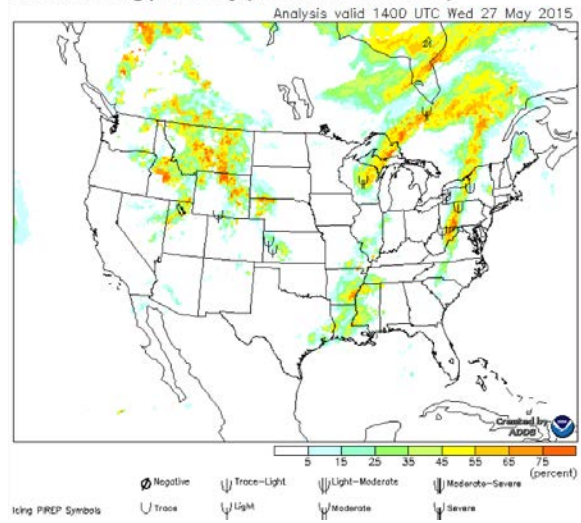 Analysis valid 1400 UTC Wed 27 May 2015
Created by
ADDS
5 15 25 35 45 55 65 75
(percent)
Negative Trace-Light Light-Moderate Moderate-Severe
Icing PIREP Symbols Trace Light Moderate Severe